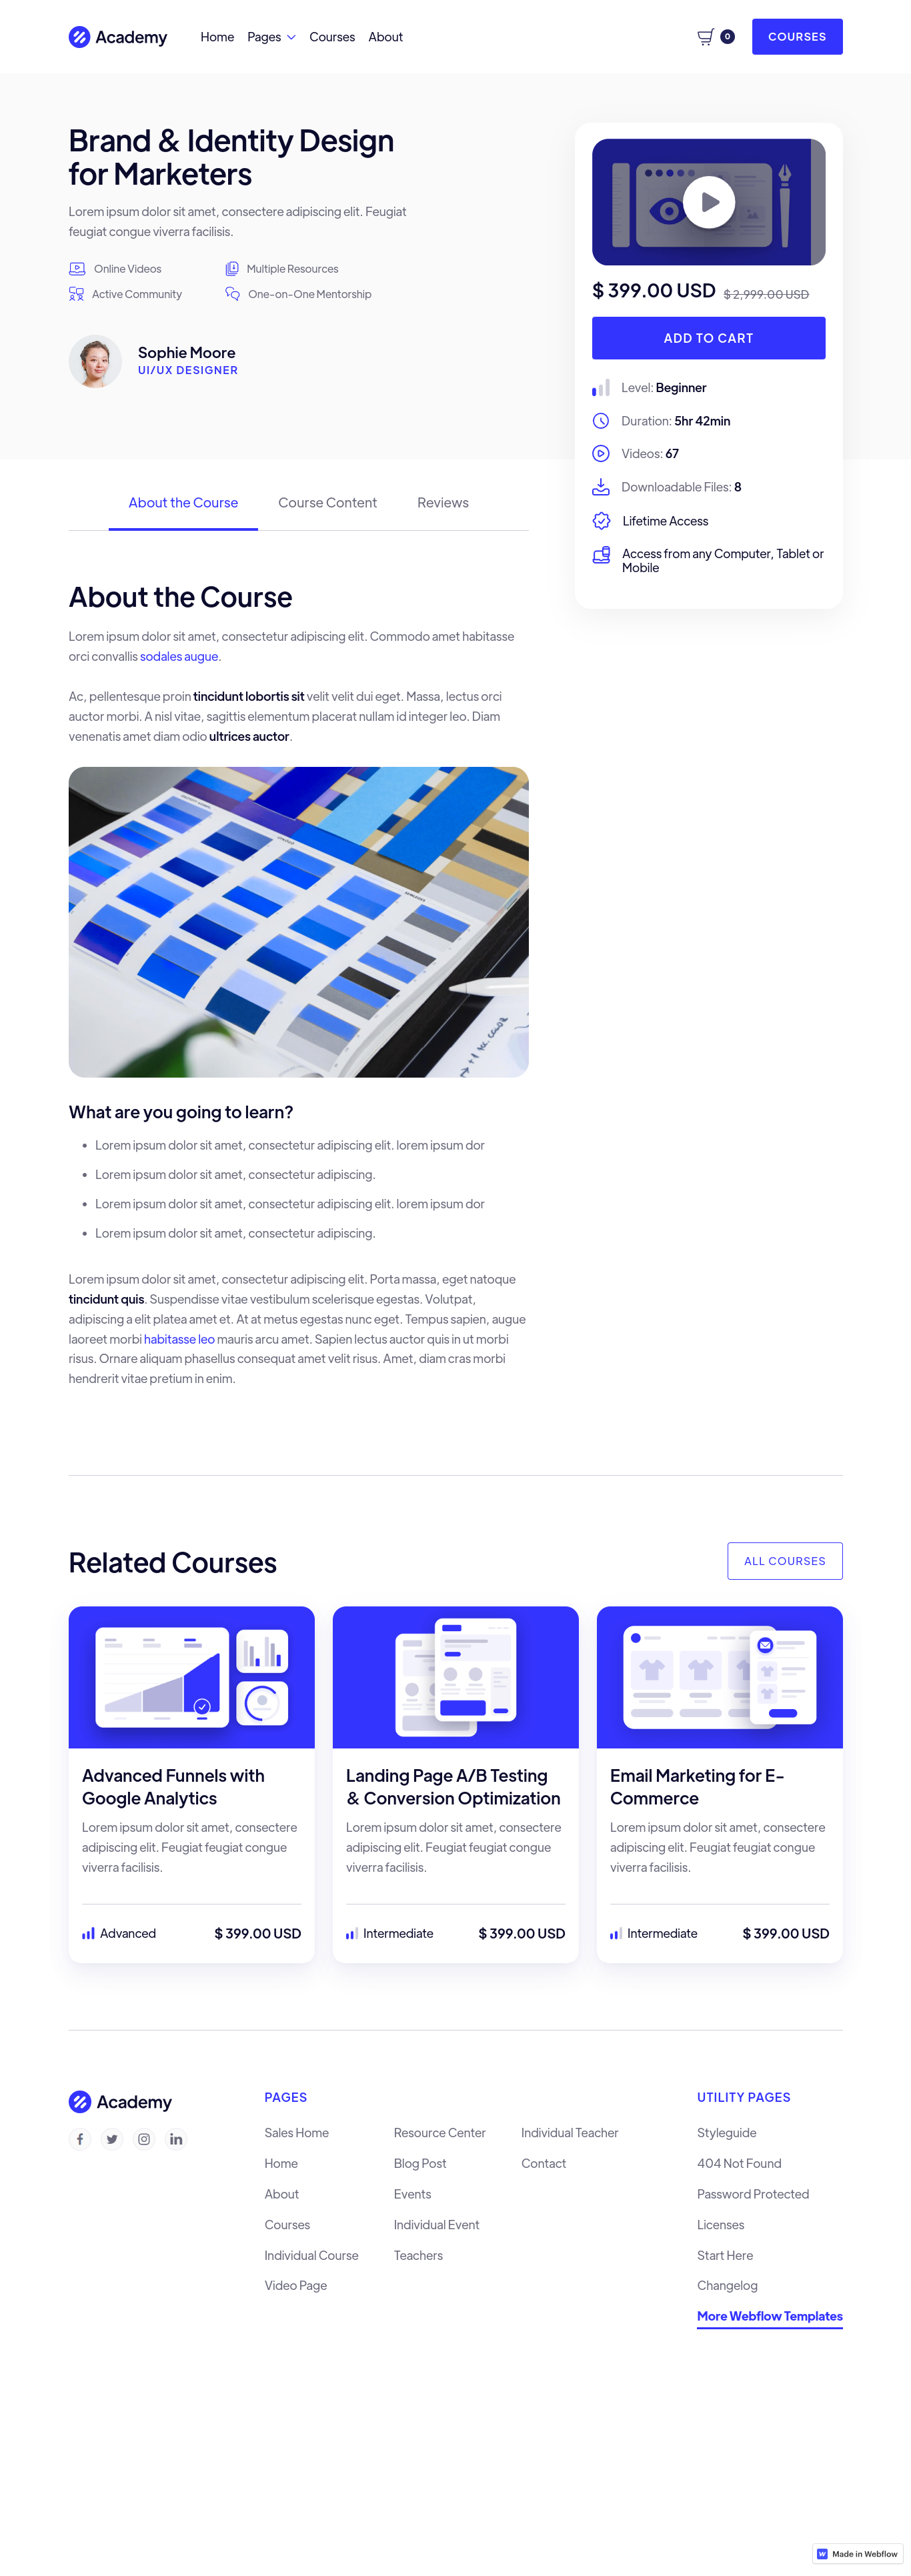 Academy
Home
Pages
Courses
About
0
COURSES
Brand & Identity Design
for Marketers
Lorem ipsum dolor sit amet, consectere adipiscing elit. Feugiat
feugiat congue viverra facilisis.
Online Videos
Multiple Resources
Active Community
One-on-One Mentorship
Sophie Moore
UI/UX DESIGNER
$ 399.00 USD
$ 2,999.00 USD
ADD TO CART
Level: Beginner
Duration: 5hr 42min
Videos: 67
Downloadable Files: 8
Lifetime Access
Access from any Computer, Tablet or
Mobile
About the Course
Course Content
Reviews
About the Course
Lorem ipsum dolor sit amet, consectetur adipiscing elit. Commodo amet habitasse
orci convallis sodales augue.
Ac, pellentesque proin tincidunt lobortis sit velit velit dui eget. Massa, lectus orci
auctor morbi. A nisl vitae, sagittis elementum placerat nullam id integer leo. Diam
venenatis amet diam odio ultrices auctor.
What are you going to learn?
Lorem ipsum dolor sit amet, consectetur adipiscing elit. lorem ipsum dor
Lorem ipsum dolor sit amet, consectetur adipiscing.
Lorem ipsum dolor sit amet, consectetur adipiscing elit. lorem ipsum dor
Lorem ipsum dolor sit amet, consectetur adipiscing.
Lorem ipsum dolor sit amet, consectetur adipiscing elit. Porta massa, eget natoque
tincidunt quis. Suspendisse vitae vestibulum scelerisque egestas. Volutpat,
adipiscing a elit platea amet et. At at metus egestas nunc eget. Tempus sapien, augue
laoreet morbi habitasse leo mauris arcu amet. Sapien lectus auctor quis in ut morbi
risus. Ornare aliquam phasellus consequat amet velit risus. Amet, diam cras morbi
hendrerit vitae pretium in enim.
Related Courses
ALL COURSES
Advanced Funnels with
Google Analytics
Lorem ipsum dolor sit amet, consectere
adipiscing elit. Feugiat feugiat congue
viverra facilisis.
Advanced
$ 399.00 USD
Landing Page A/B Testing
& Conversion Optimization
Lorem ipsum dolor sit amet, consectere
adipiscing elit. Feugiat feugiat congue
viverra facilisis.
Intermediate
$ 399.00 USD
Email Marketing for E-
Commerce
Lorem ipsum dolor sit amet, consectere
adipiscing elit. Feugiat feugiat congue
viverra facilisis.
Intermediate
$ 399.00 USD
Academy
PAGES
Sales Home
Home
About
Courses
Individual Course
Video Page
Resource Center
Blog Post
Events
Individual Event
Teachers
Individual Teacher
Contact
UTILITY PAGES
Styleguide
404 Not Found
Password Protected
Licenses
Start Here
Changelog
More Webflow Templates
Made in Webflow